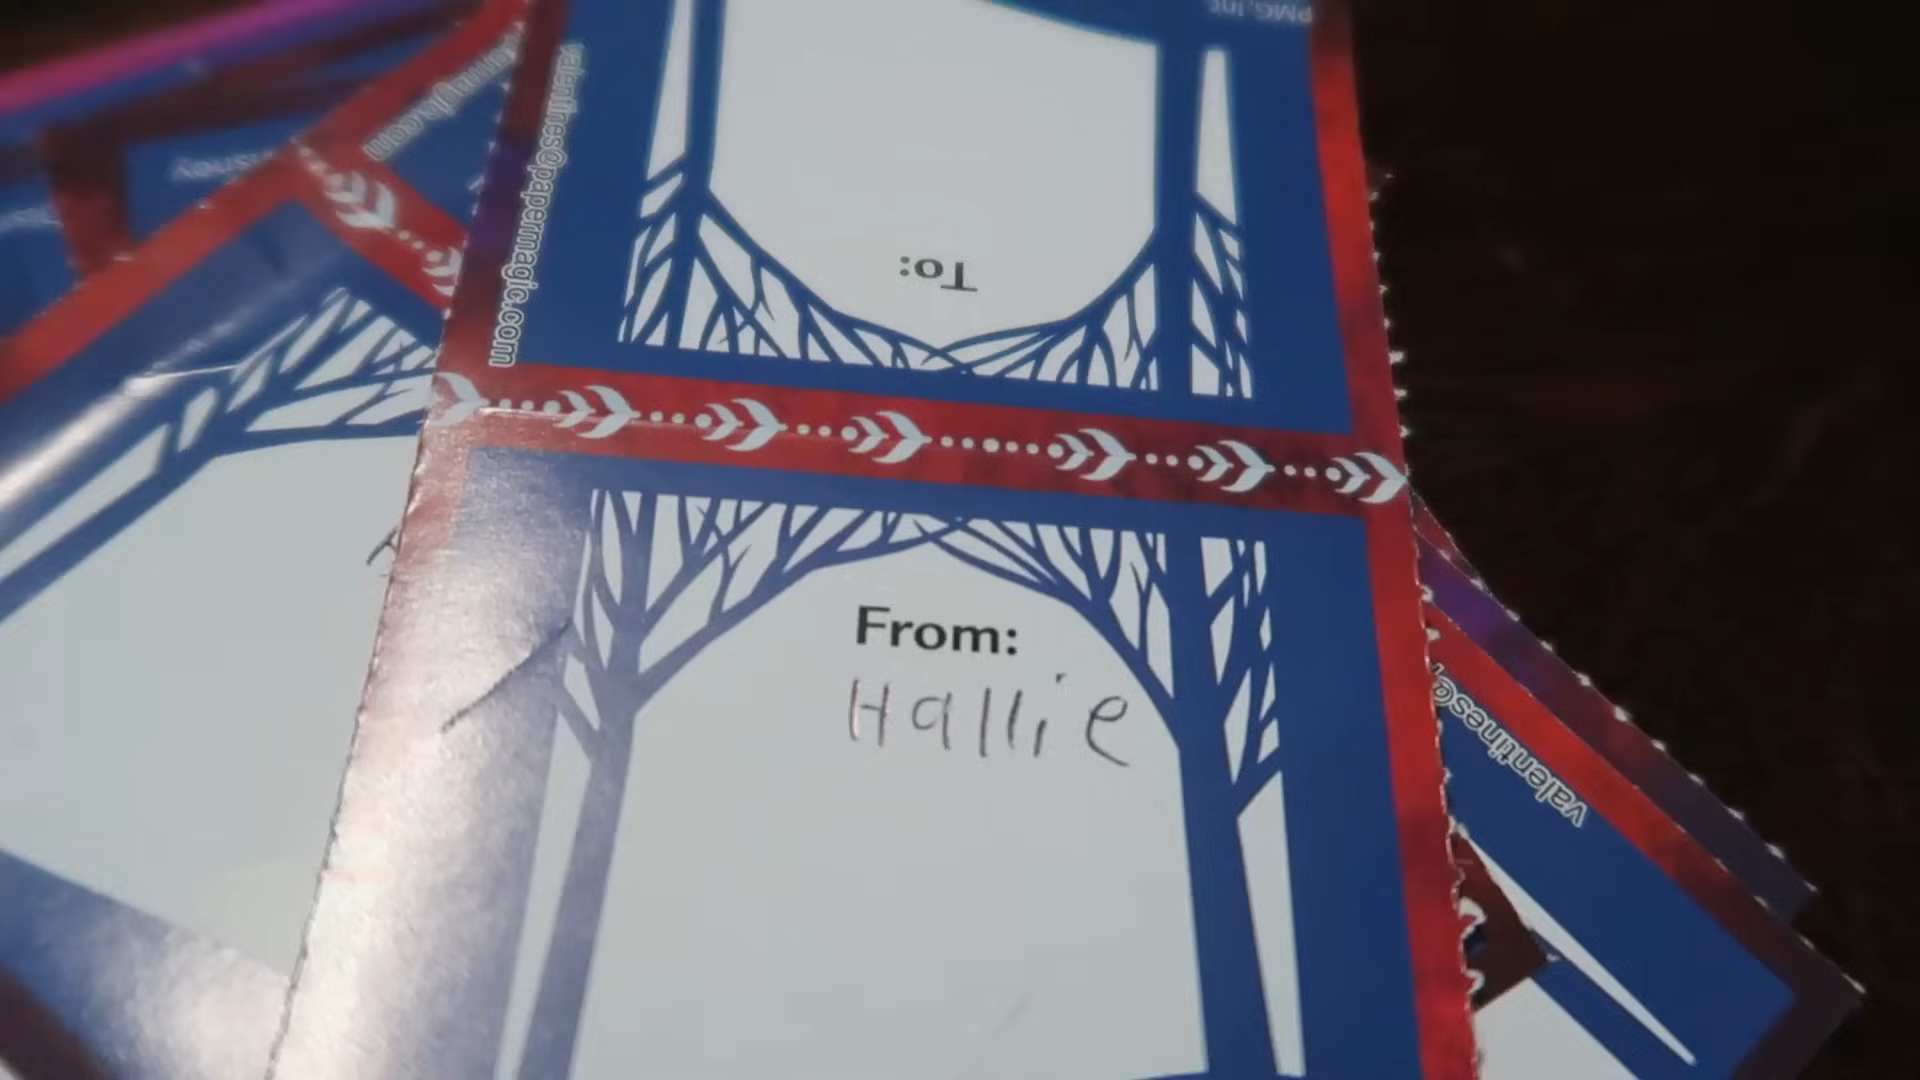 PMG, Inc
valentines@papermagic.com
To:
From:
Hallie
valentines@